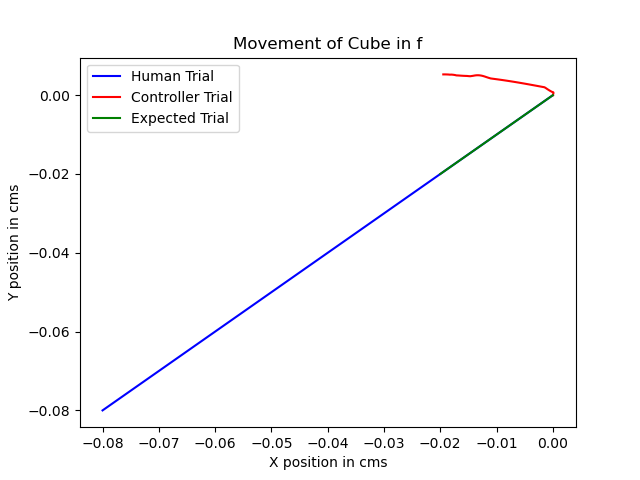 Movement of Cube in f
Human Trial
Controller Trial
Expected Trial
Y position in cms
0.00
−0.02
−0.04
−0.06
−0.08
−0.08 −0.07 −0.06 −0.05 −0.04 −0.03 −0.02 −0.01 0.00
X position in cms